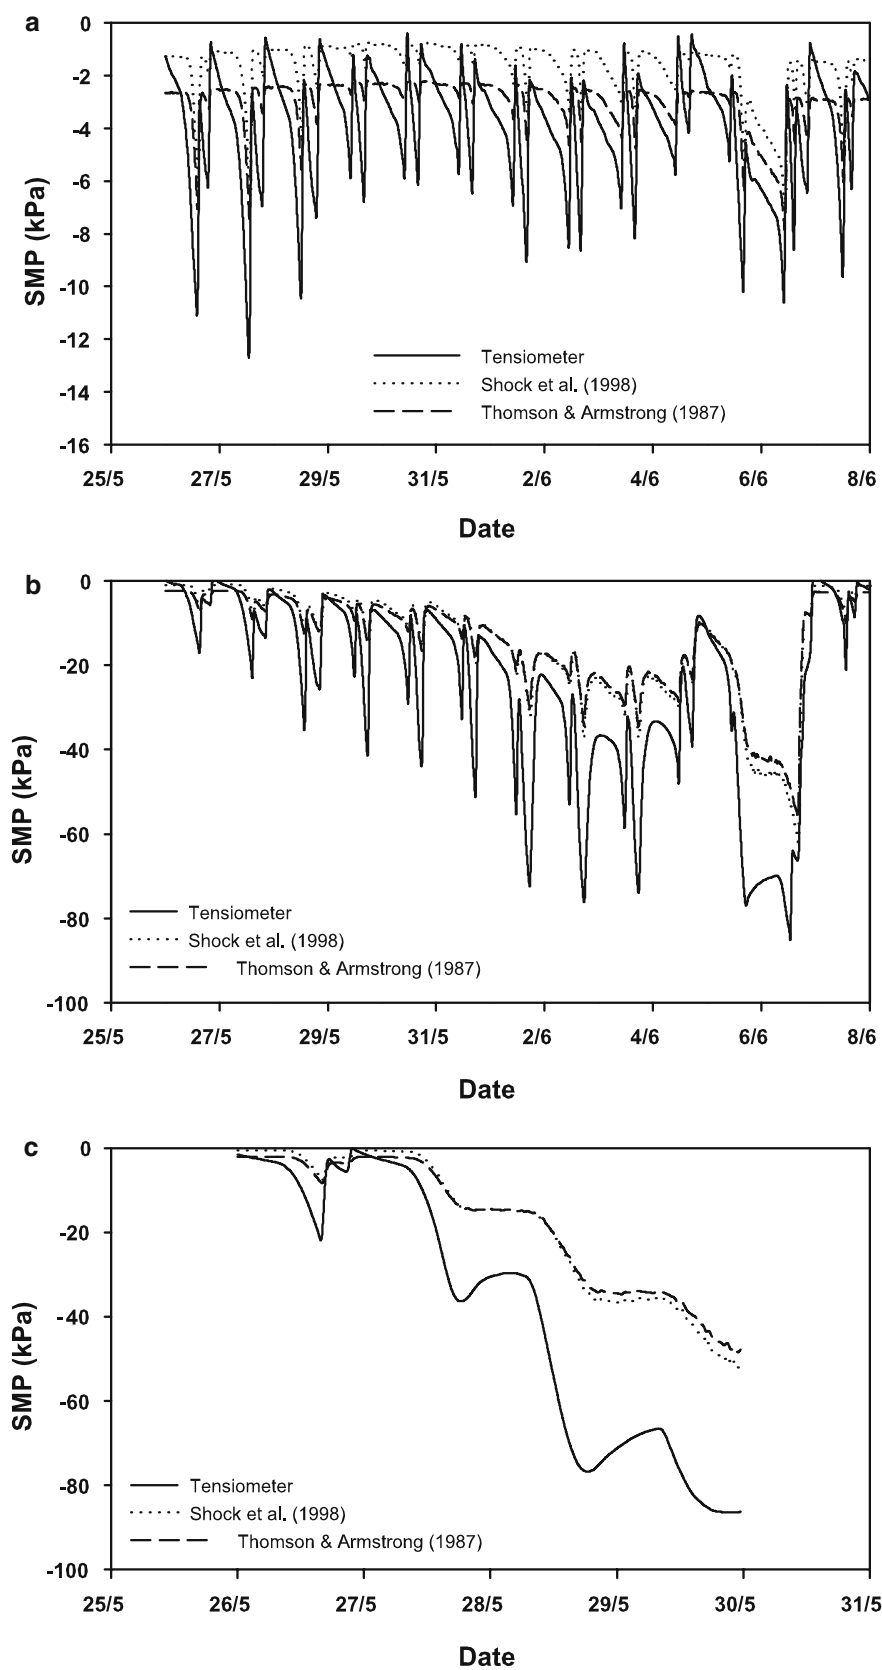 a
0
-2
-4
-6
-8
-10
-12
-14
-16
SMP (kPa)
Tensiometer
Shock et al. (1998)
Thomson & Armstrong (1987)
25/5 27/5 29/5 31/5 2/6 4/6 6/6 8/6
Date
b
0
-20
-40
-60
-80
-100
SMP (kPa)
Tensiometer
Shock et al. (1998)
Thomson & Armstrong (1987)
25/5 27/5 29/5 31/5 2/6 4/6 6/6 8/6
Date
c
0
-20
-40
-60
-80
-100
SMP (kPa)
Tensiometer
Shock et al. (1998)
Thomson & Armstrong (1987)
25/5 26/5 27/5 28/5 29/5 30/5 31/5
Date